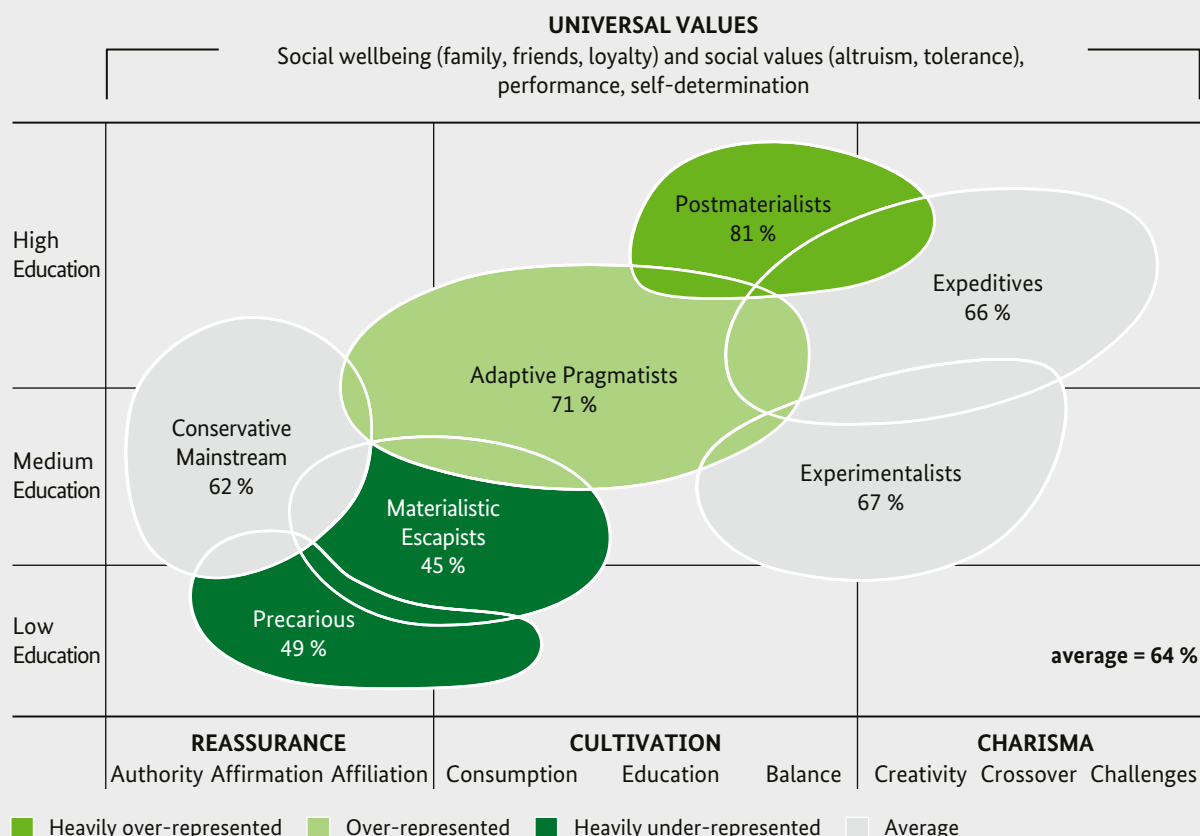 UNIVERSAL VALUES
Social wellbeing (family, friends, loyalty) and social values (altruism, tolerance),
performance, self-determination
High
Education
Postmaterialists
81 %
Expeditives
66 %
Adaptive Pragmatists
71 %
Conservative
Mainstream
62 %
Medium
Education
Experimentalists
67 %
Materialistic
Escapists
45 %
Precarious
49 %
Low
Education
average = 64 %
REASSURANCE
CULTIVATION
CHARISMA
Authority Affirmation Affiliation
Consumption Education Balance
Creativity Crossover Challenges
Heavily over-represented
Over-represented
Heavily under-represented
Average